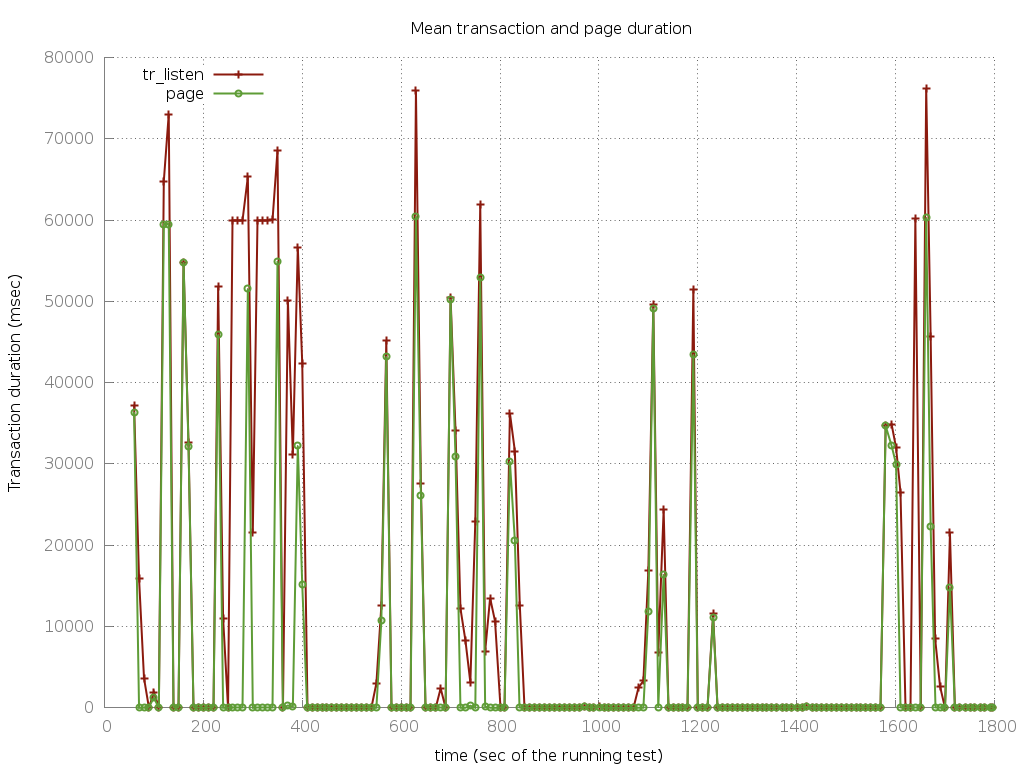 Mean transaction and page duration
tr_listen
page
Transaction duration (msec)
80000
70000
60000
50000
40000
30000
20000
10000
0
0 200 400 600 800 1000 1200 1400 1600 1800
time (sec of the running test)